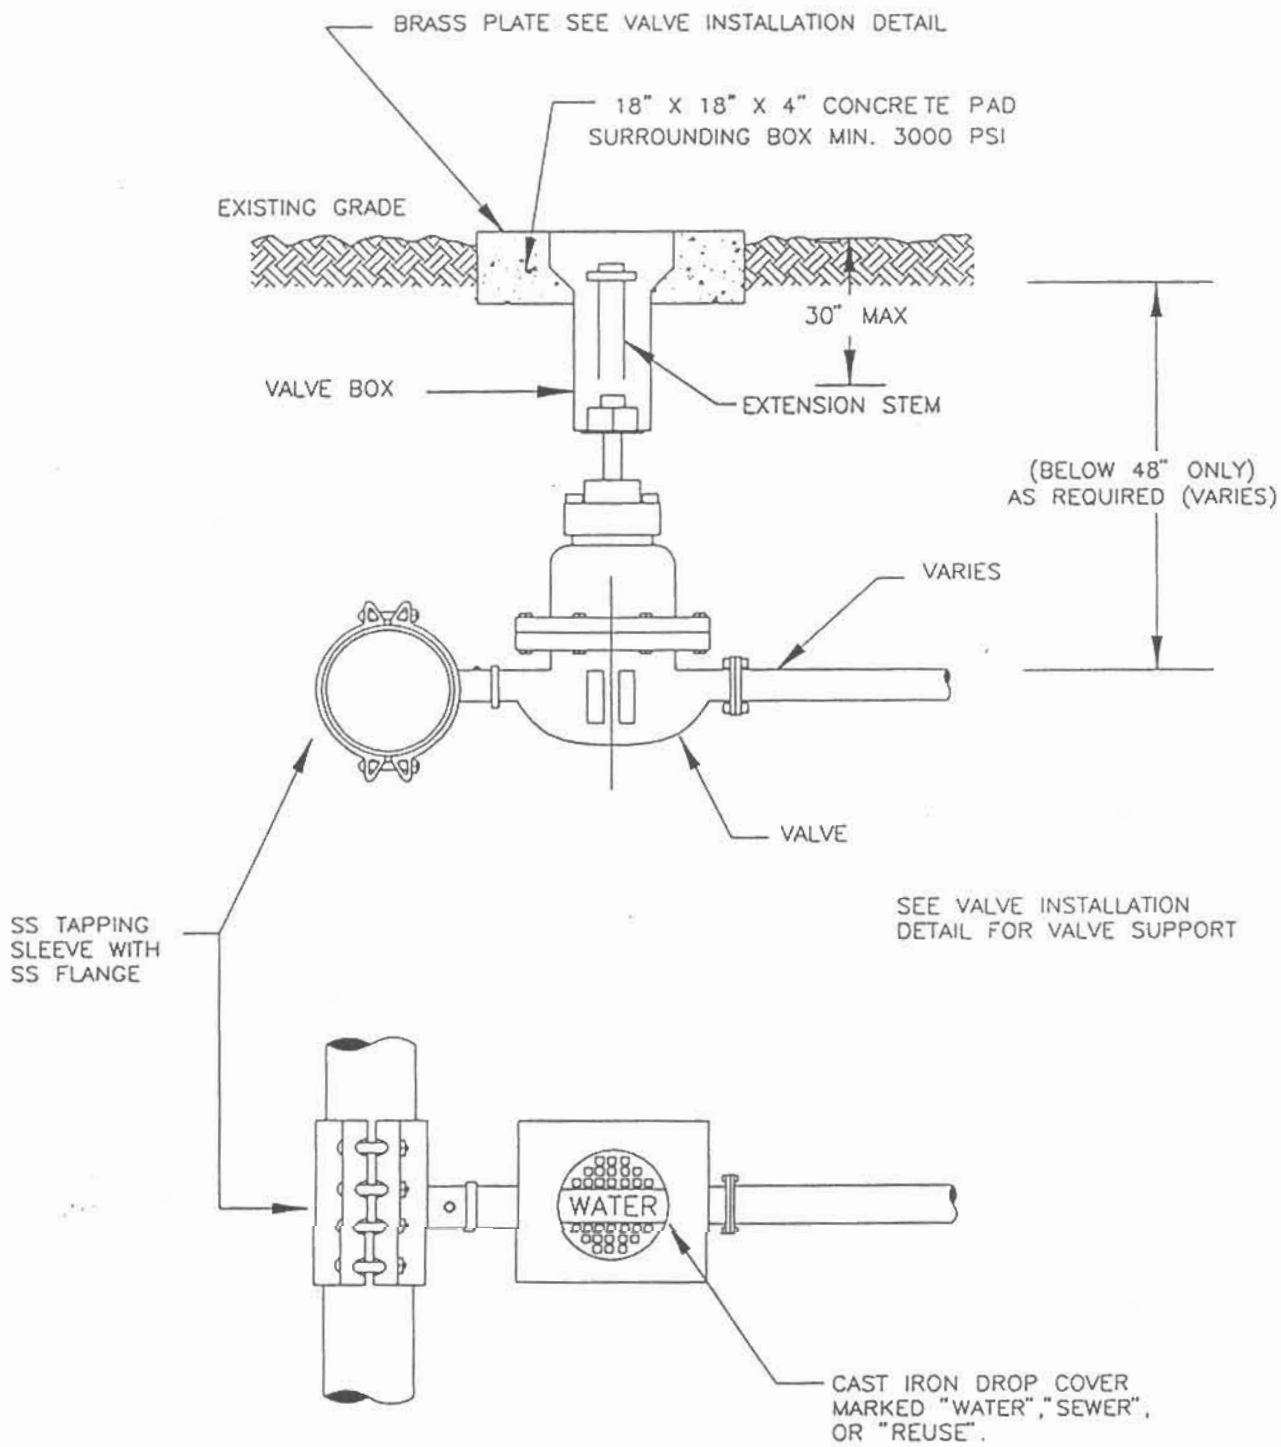 BRASS PLATE SEE VALVE INSTALLATION DETAIL
18" X 18" X 4" CONCRETE PAD
SURROUNDING BOX MIN. 3000 PSI
EXISTING GRADE
30" MAX
VALVE BOX
EXTENSION STEM
(BELOW 48" ONLY)
AS REQUIRED (VARIES)
VARIES
VALVE
SEE VALVE INSTALLATION
DETAIL FOR VALVE SUPPORT
SS TAPPING
SLEEVE WITH
SS FLANGE
WATER
CAST IRON DROP COVER
MARKED "WATER","SEWER",
OR "REUSE".